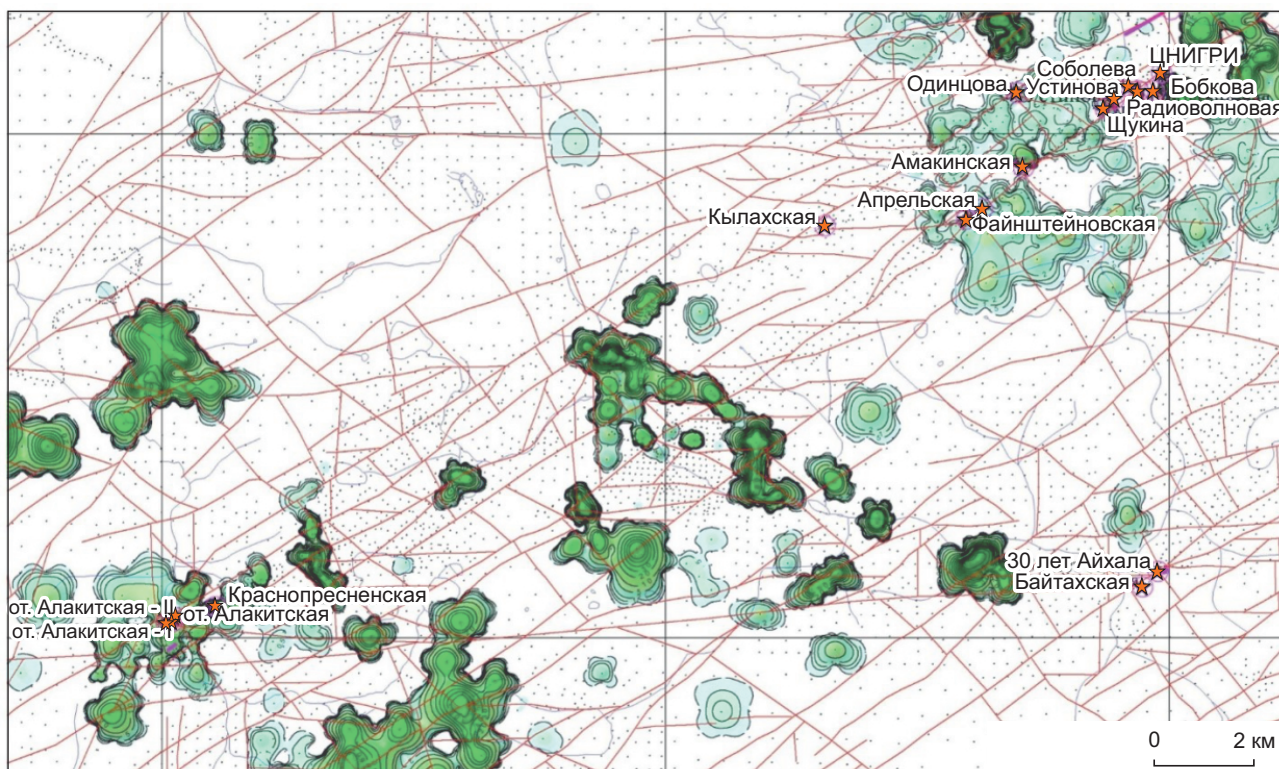 ЦНИГРИ
Соболева
Одинцова
Устинова
Бобкова
Радиоволновая
Щукина
Амакинская
Апрельская
Кылахская
Файнштейновская
30 лет Айхала
Байтахская
Краснопресненская
от. Алакитская - II
от. Алакитская
от. Алакитская - I
0 2 км